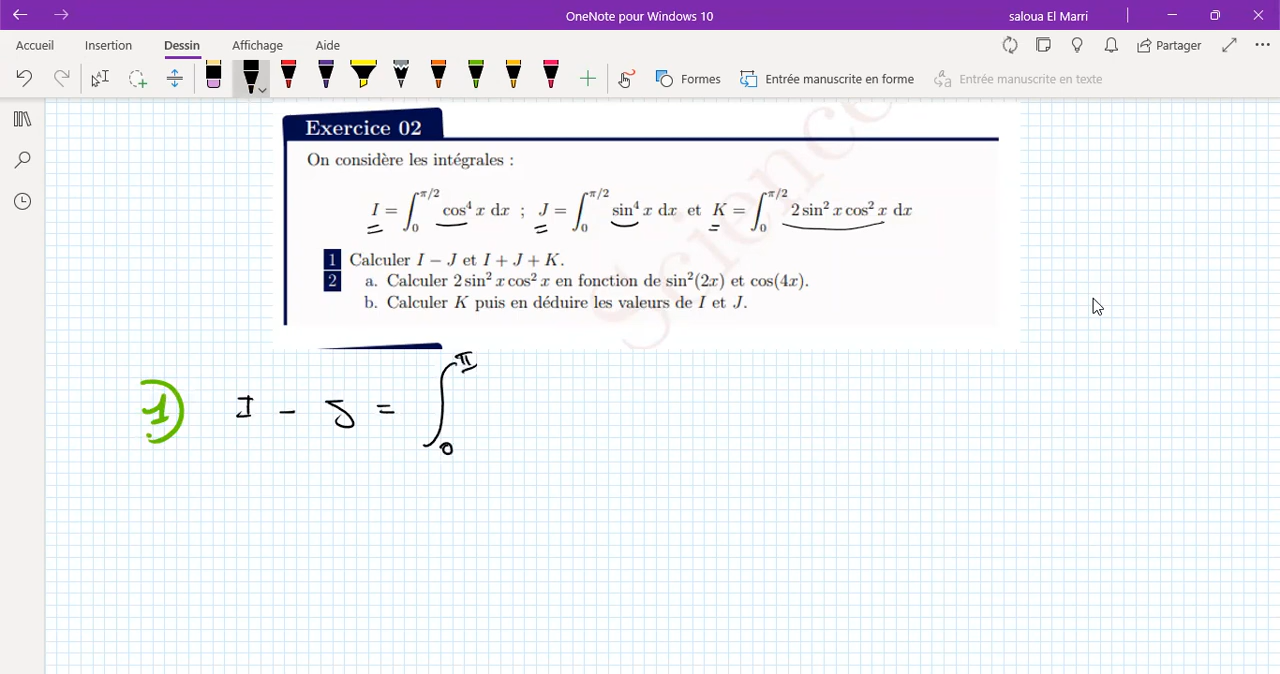 OneNote pour Windows 10
saloua El Marri
Accueil Insertion Dessin Affichage Aide
Partager
Formes Entrée manuscrite en forme Entrée manuscrite en texte
Science
Exercice 02
On considère les intégrales :
I = ∫₀^{π/2} cos⁴ x dx ; J = ∫₀^{π/2} sin⁴ x dx et K = ∫₀^{π/2} 2 sin² x cos² x dx
1 Calculer I − J et I + J + K.
2 a. Calculer 2 sin² x cos² x en fonction de sin²(2x) et cos(4x).
b. Calculer K puis en déduire les valeurs de I et J.
1) I - J = ∫₀^π